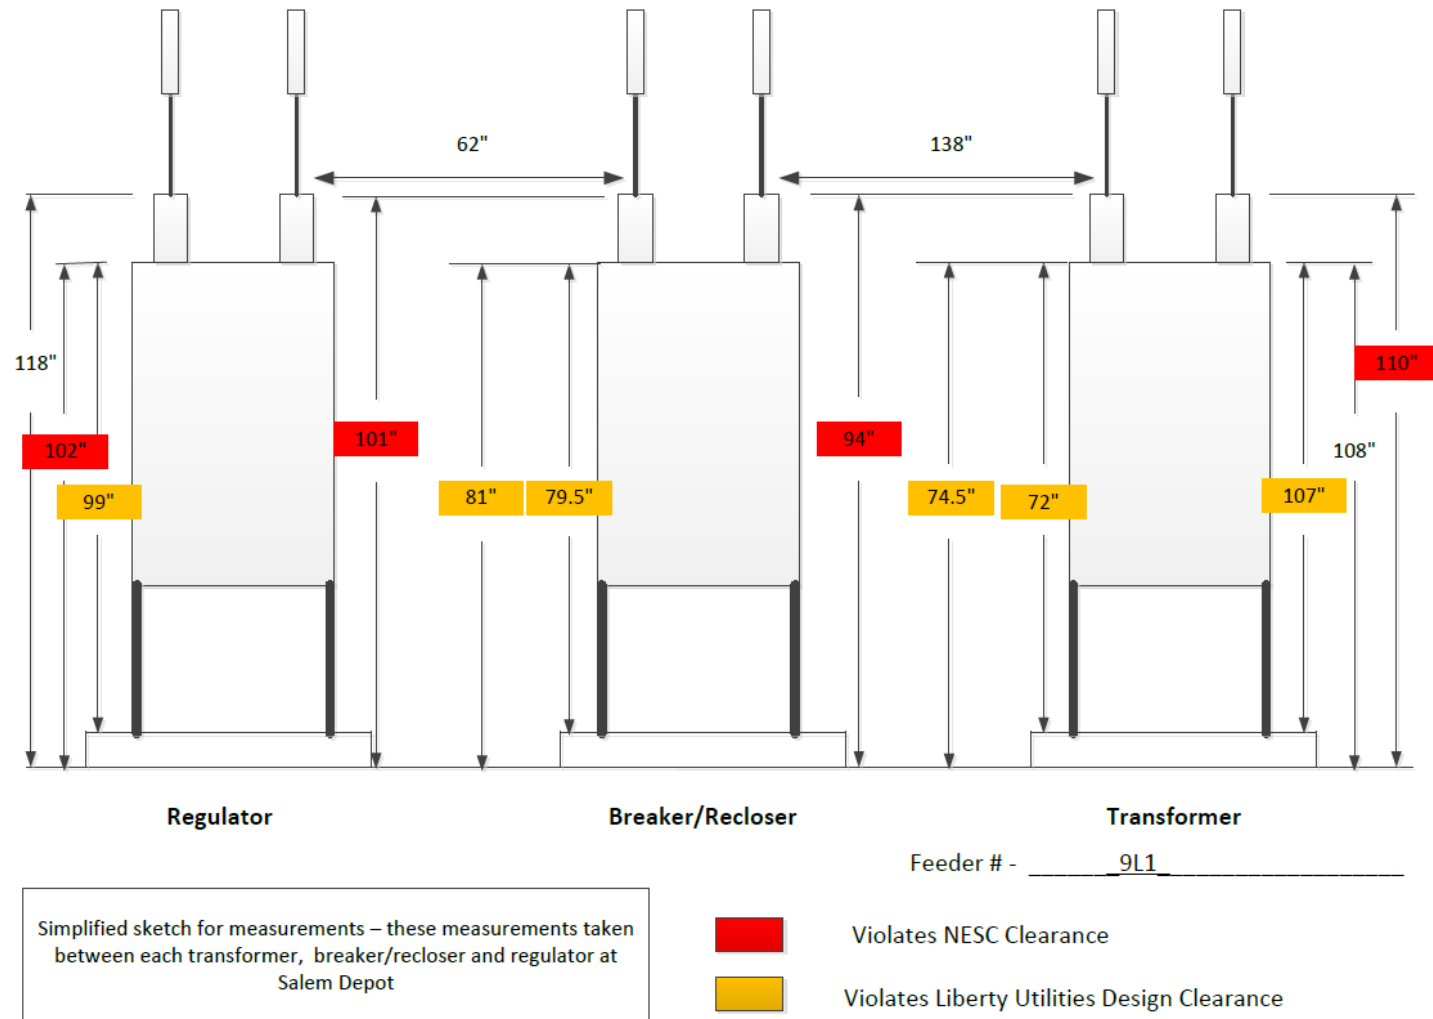 62"
138"
118"
110"
102"
101"
94"
108"
99"
81"
79.5"
74.5"
72"
107"
Regulator
Breaker/Recloser
Transformer
Feeder # - _______9L1__________________
Simplified sketch for measurements – these measurements taken
between each transformer, breaker/recloser and regulator at
Salem Depot
Violates NESC Clearance
Violates Liberty Utilities Design Clearance